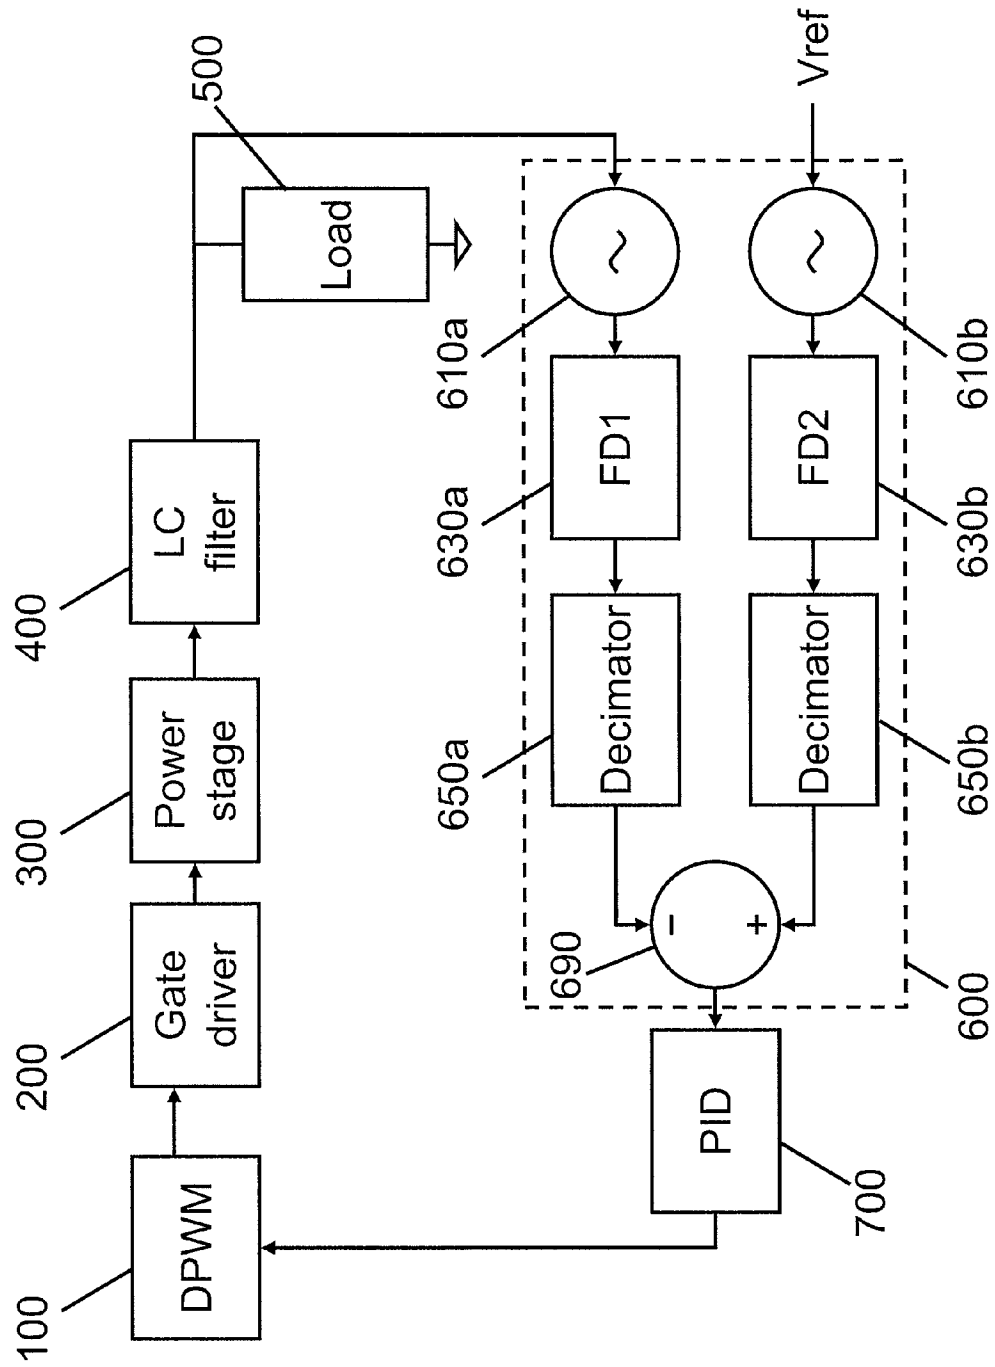 100
DPWM
200
Gate
driver
300
Power
stage
400
LC
filter
500
Load
690
−
+
650a
Decimator
630a
FD1
610a
~
PID
700
Decimator
650b
FD2
630b
~
610b
Vref
600